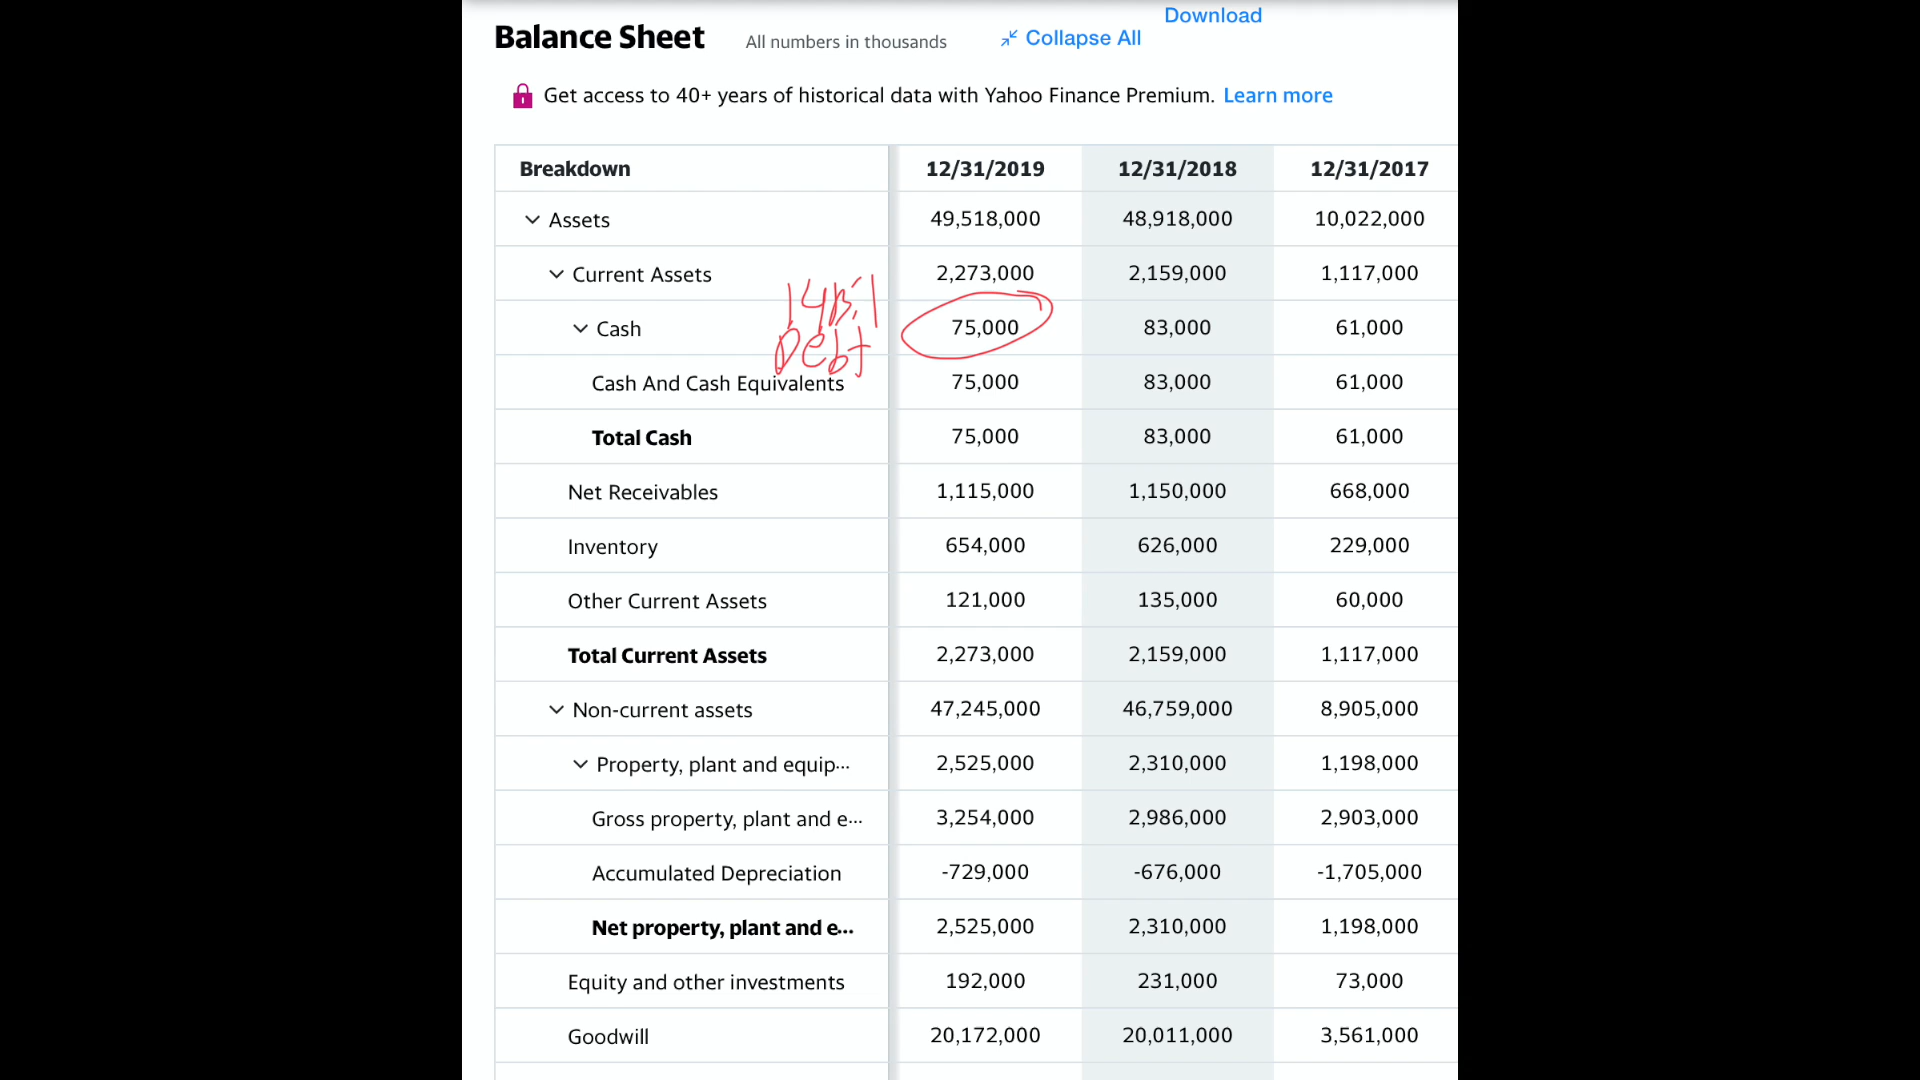 Download
Balance Sheet All numbers in thousands Collapse All
Get access to 40+ years of historical data with Yahoo Finance Premium. Learn more
Breakdown 12/31/2019 12/31/2018 12/31/2017
Assets 49,518,000 48,918,000 10,022,000
Current Assets 2,273,000 2,159,000 1,117,000
14Bil
Cash 75,000 83,000 61,000
Debt
Cash And Cash Equivalents 75,000 83,000 61,000
Total Cash 75,000 83,000 61,000
Net Receivables 1,115,000 1,150,000 668,000
Inventory 654,000 626,000 229,000
Other Current Assets 121,000 135,000 60,000
Total Current Assets 2,273,000 2,159,000 1,117,000
Non-current assets 47,245,000 46,759,000 8,905,000
Property, plant and equip... 2,525,000 2,310,000 1,198,000
Gross property, plant and e... 3,254,000 2,986,000 2,903,000
Accumulated Depreciation -729,000 -676,000 -1,705,000
Net property, plant and e... 2,525,000 2,310,000 1,198,000
Equity and other investments 192,000 231,000 73,000
Goodwill 20,172,000 20,011,000 3,561,000